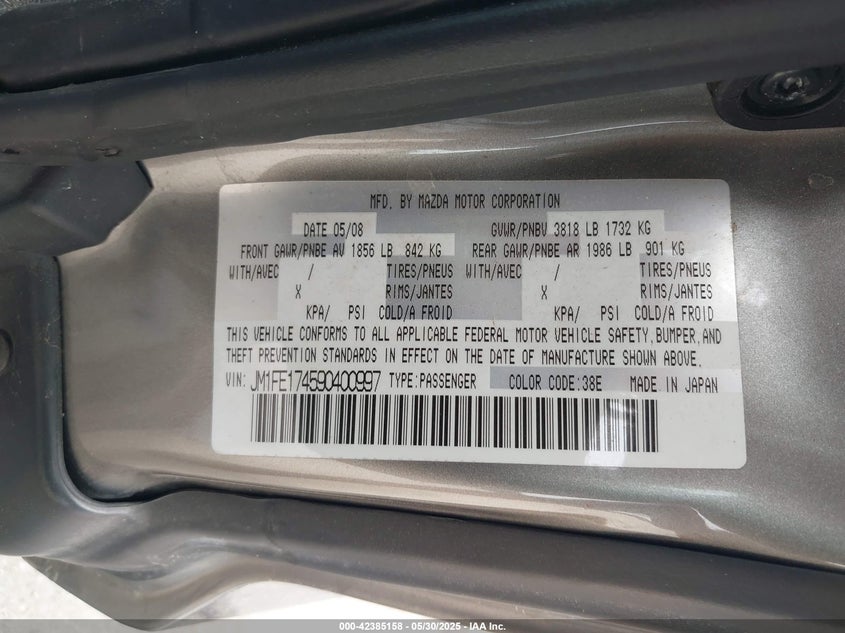 MFD. BY MAZDA MOTOR CORPORATION
DATE 05/08 GVWR/PNBV 3818 LB 1732 KG
FRONT GAWR/PNBE AV 1856 LB 842 KG REAR GAWR/PNBE AR 1986 LB 901 KG
WITH/AVEC / TIRES/PNEUS WITH/AVEC / TIRES/PNEUS
X RIMS/JANTES X RIMS/JANTES
KPA/ PSI COLD/A FROID KPA/ PSI COLD/A FROID
THIS VEHICLE CONFORMS TO ALL APPLICABLE FEDERAL MOTOR VEHICLE SAFETY, BUMPER, AND
THEFT PREVENTION STANDARDS IN EFFECT ON THE DATE OF MANUFACTURE SHOWN ABOVE.
VIN: JM1FE174590400997 TYPE:PASSENGER COLOR CODE:38E MADE IN JAPAN
000-42385158 - 05/30/2025 - IAA Inc.